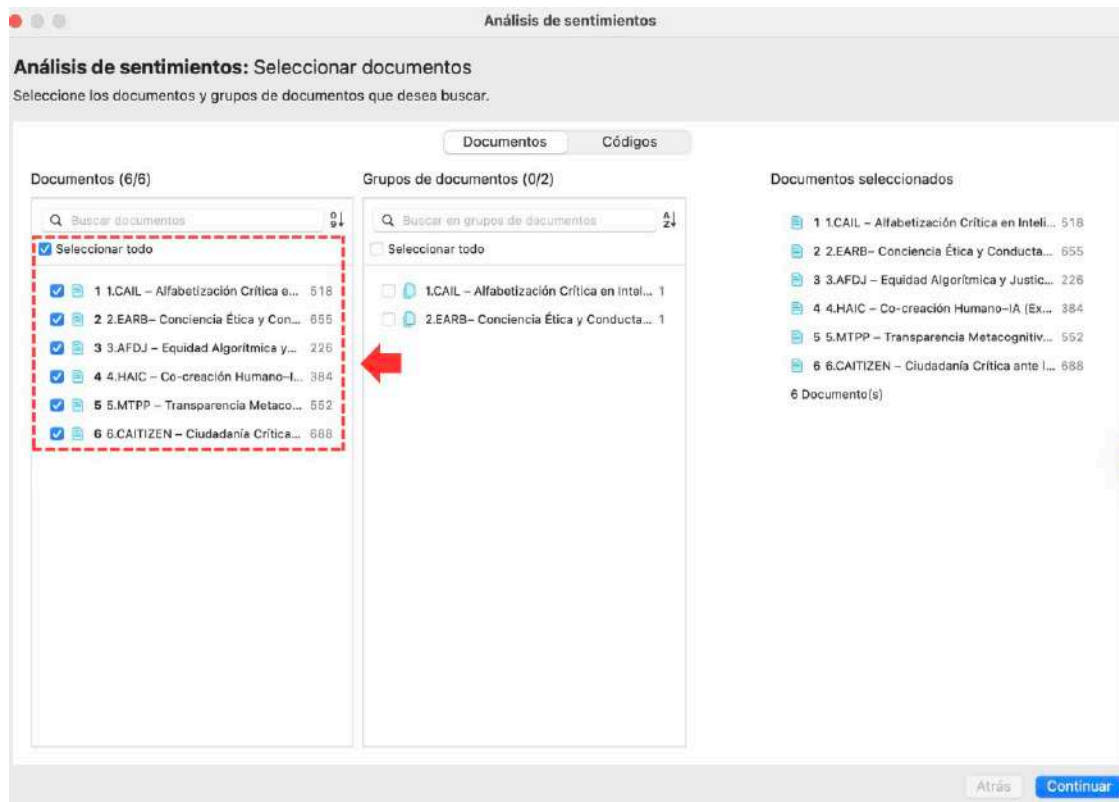 Análisis de sentimientos
Análisis de sentimientos: Seleccionar documentos
Seleccione los documentos y grupos de documentos que desea buscar.
Documentos Códigos
Documentos (6/6)
Buscar documentos
Seleccionar todo
1 1.CAIL – Alfabetización Crítica e... 518
2 2.EARB– Conciencia Ética y Con... 655
3 3.AFDJ – Equidad Algorítmica y... 226
4 4.HAIC – Co-creación Humano–I... 384
5 5.MTPP – Transparencia Metaco... 552
6 6.CAITIZEN – Ciudadanía Crítica... 688
Grupos de documentos (0/2)
Buscar en grupos de documentos
Seleccionar todo
1.CAIL – Alfabetización Crítica en Intel... 1
2.EARB– Conciencia Ética y Conducta... 1
Documentos seleccionados
1 1.CAIL – Alfabetización Crítica en Inteli... 518
2 2.EARB– Conciencia Ética y Conducta... 655
3 3.AFDJ – Equidad Algorítmica y Justic... 226
4 4.HAIC – Co-creación Humano–IA (Ex... 384
5 5.MTPP – Transparencia Metacognitiv... 552
6 6.CAITIZEN – Ciudadanía Crítica ante I... 688
6 Documento(s)
Atrás Continuar